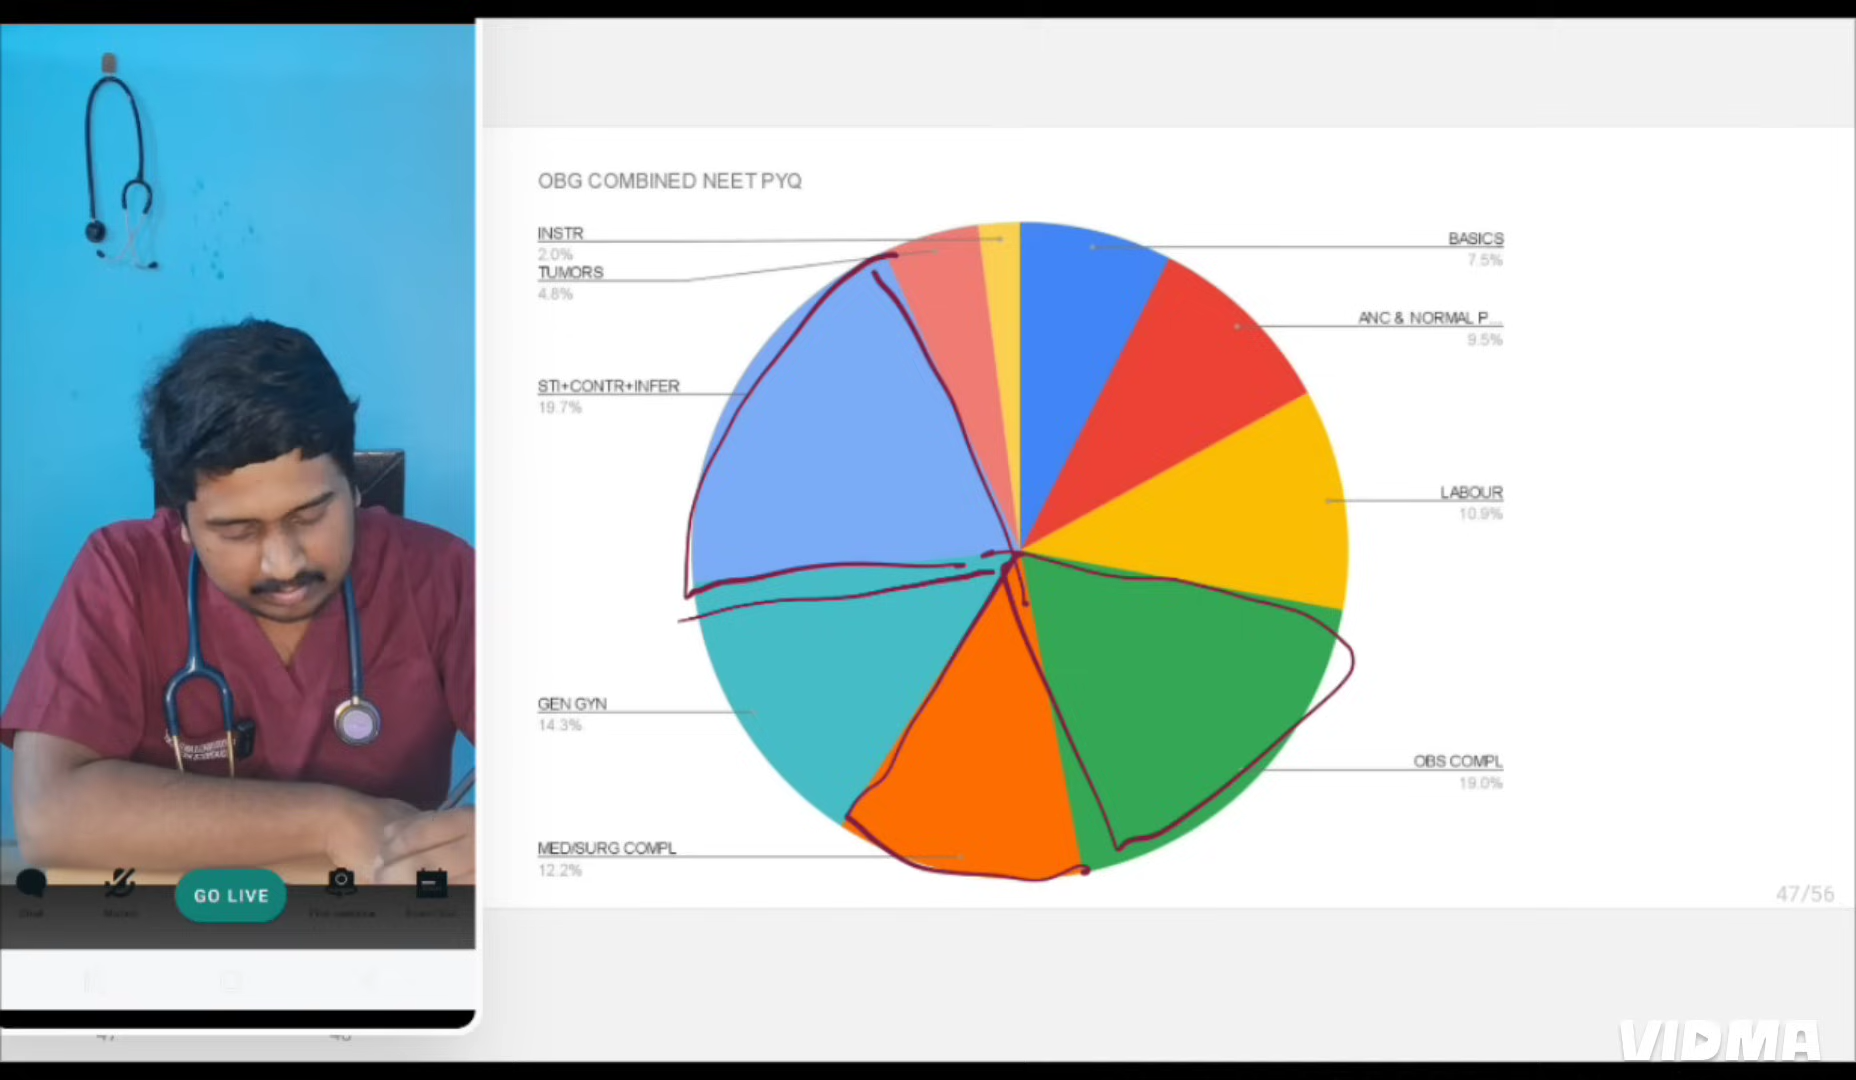 OBG COMBINED NEET PYQ
INSTR
2.0%
TUMORS
4.8%
STI+CONTR+INFER
19.7%
GEN GYN
14.3%
MED/SURG COMPL
12.2%
BASICS
7.5%
ANC & NORMAL P...
9.5%
LABOUR
10.9%
OBS COMPL
19.0%
47/56
GO LIVE
Chat
VIDMA